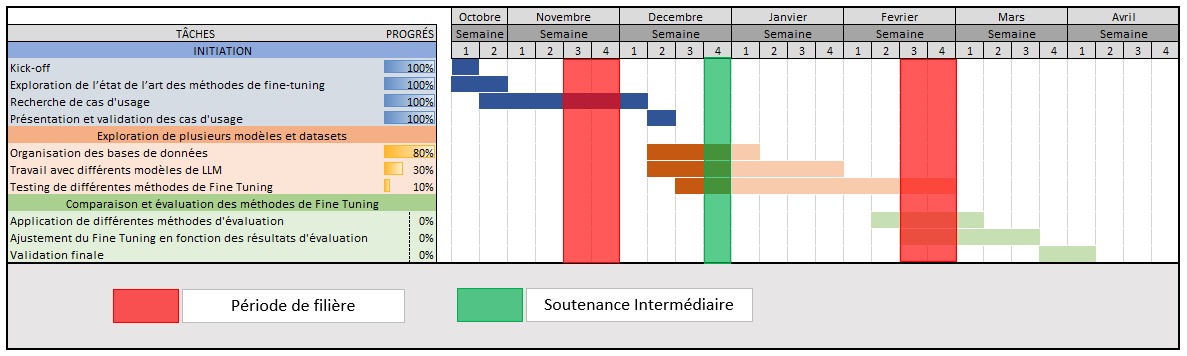 Octobre Novembre Decembre Janvier Fevrier Mars Avril
Semaine Semaine Semaine Semaine Semaine Semaine Semaine
TÂCHES PROGRÉS
INITIATION 1 2 1 2 3 4 1 2 3 4 1 2 3 4 1 2 3 4 1 2 3 4 1 2 3 4
Kick-off 100%
Exploration de l’état de l’art des méthodes de fine-tuning 100%
Recherche de cas d'usage 100%
Présentation et validation des cas d'usage 100%
Exploration de plusieurs modèles et datasets
Organisation des bases de données 80%
Travail avec différents modèles de LLM 30%
Testing de différentes méthodes de Fine Tuning 10%
Comparaison et évaluation des méthodes de Fine Tuning
Application de différentes méthodes d'évaluation 0%
Ajustement du Fine Tuning en fonction des résultats d'évaluation 0%
Validation finale 0%
Période de filière Soutenance Intermédiaire